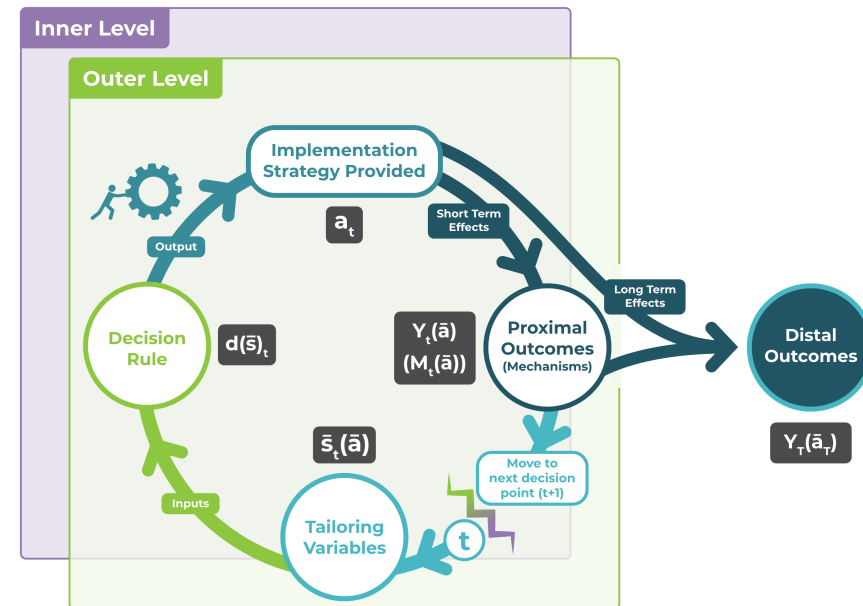 Inner Level
Outer Level
Implementation
Strategy Provided
a_t
Output
Short Term
Effects
Long Term
Effects
Decision
Rule
d(s̄)_t
Y_t(ā)
(M_t(ā))
Proximal
Outcomes
(Mechanisms)
Distal
Outcomes
Y_T(ā_T)
s̄_t(ā)
Move to
next decision
point (t+1)
Inputs
Tailoring
Variables
t